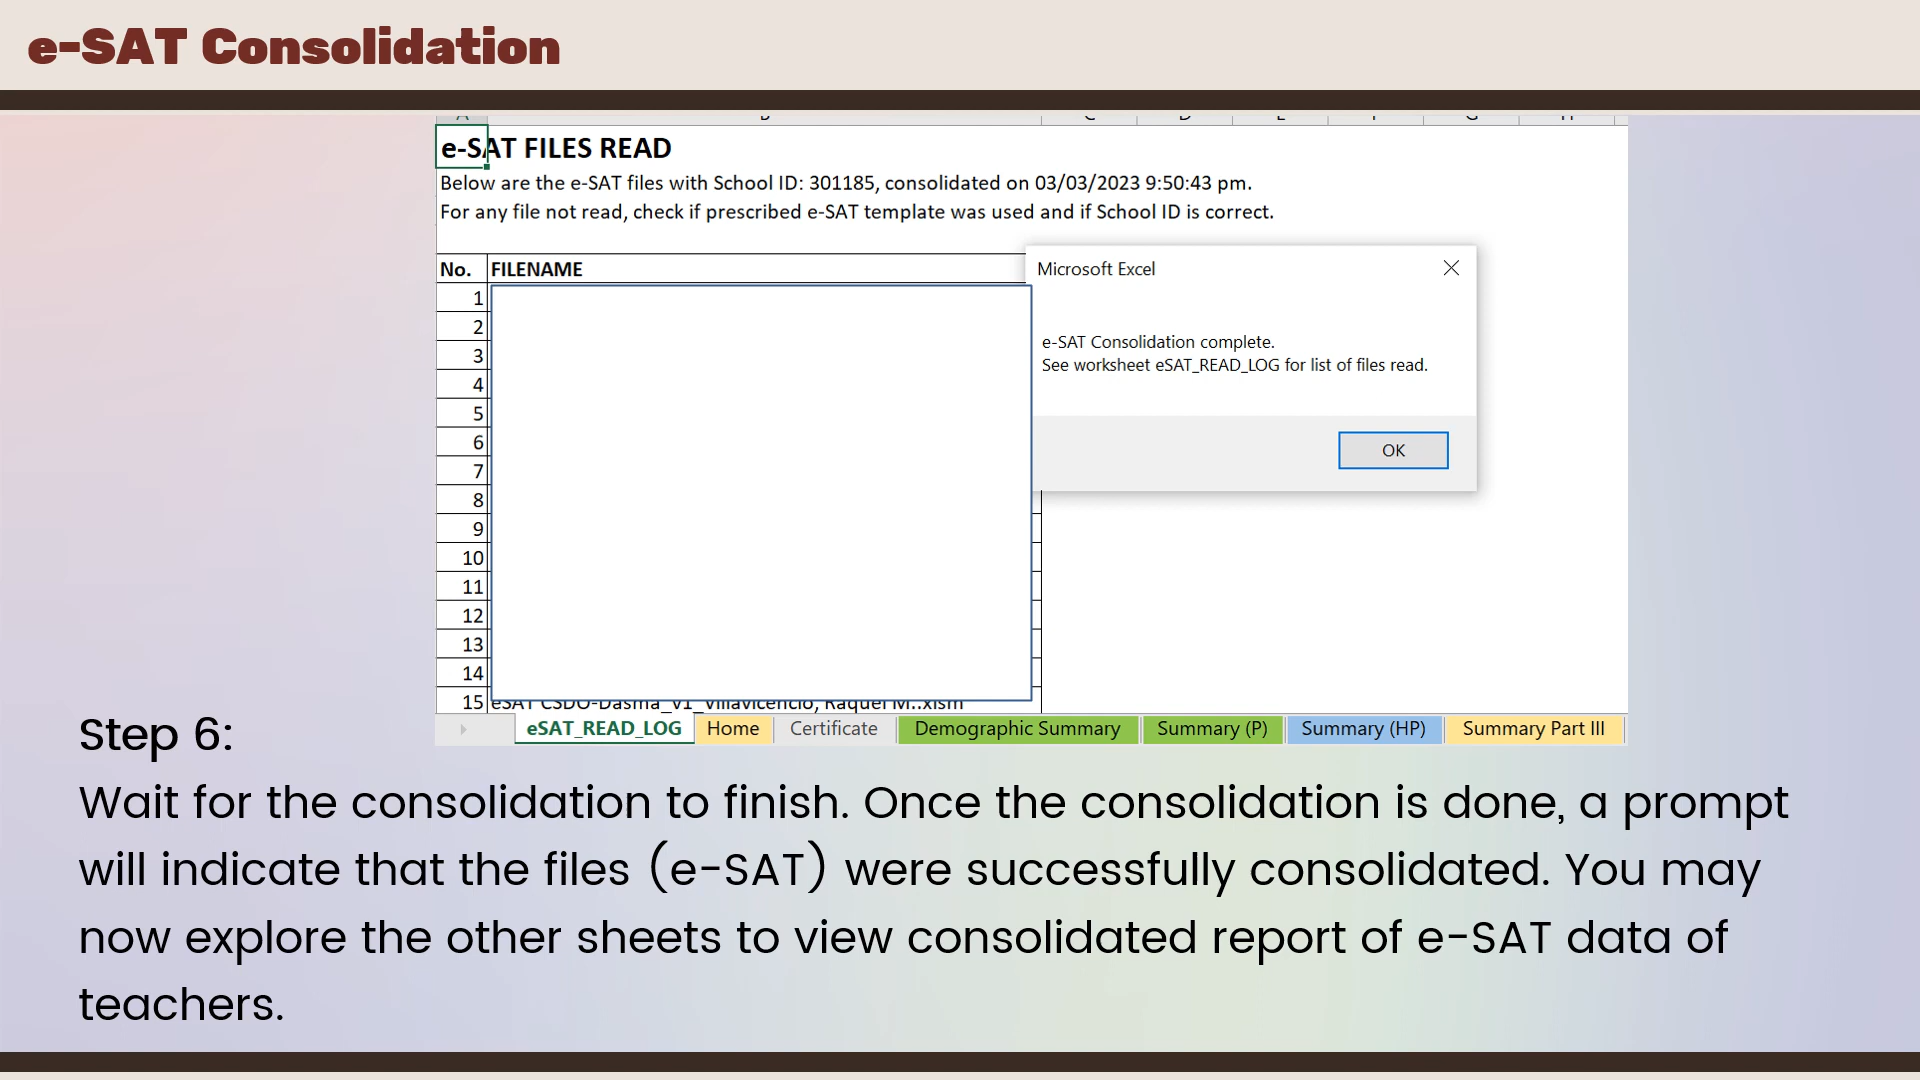 e-SAT Consolidation
e-SAT FILES READ
Below are the e-SAT files with School ID: 301185, consolidated on 03/03/2023 9:50:43 pm.
For any file not read, check if prescribed e-SAT template was used and if School ID is correct.
No. FILENAME
Microsoft Excel
e-SAT Consolidation complete.
See worksheet eSAT_READ_LOG for list of files read.
OK
1
2
3
4
5
6
7
8
9
10
11
12
13
14
15 eSAT CSDO-Dasma_V1_Villavicencio, Raquel M..xlsm
eSAT_READ_LOG Home Certificate Demographic Summary Summary (P) Summary (HP) Summary Part III
Step 6:
Wait for the consolidation to finish. Once the consolidation is done, a prompt
will indicate that the files (e-SAT) were successfully consolidated. You may
now explore the other sheets to view consolidated report of e-SAT data of
teachers.